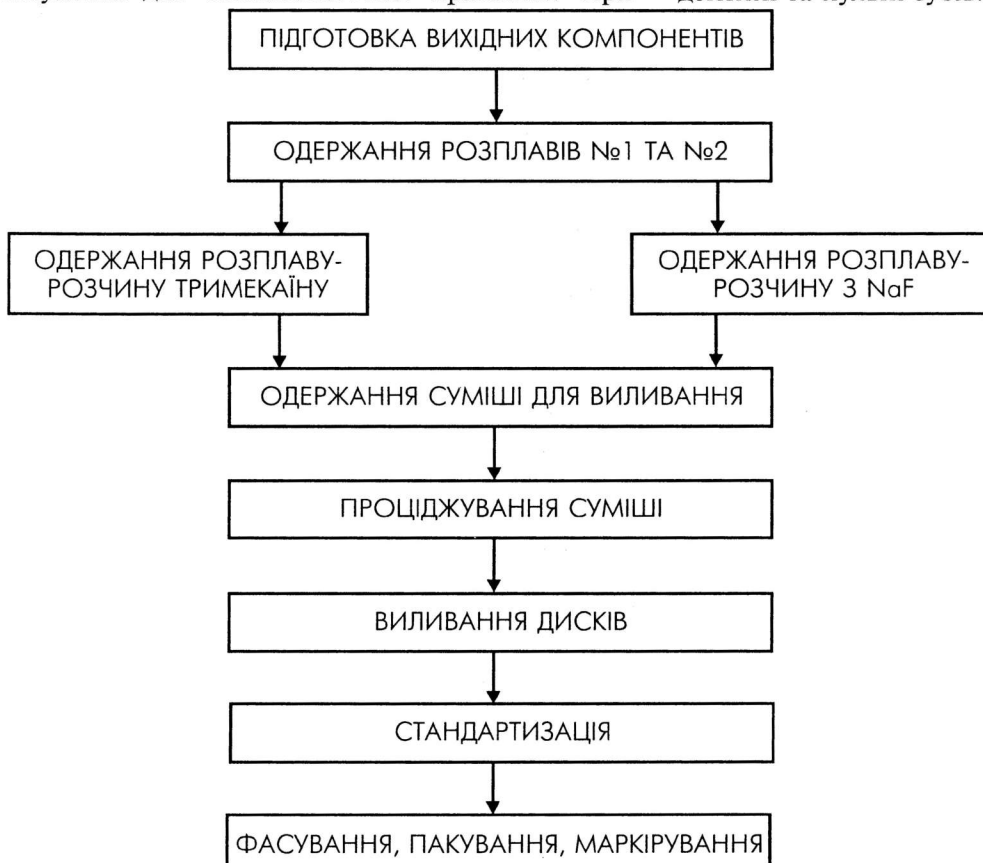 ПІДГОТОВКА ВИХІДНИХ КОМПОНЕНТІВ
ОДЕРЖАННЯ РОЗПЛАВІВ №1 ТА №2
ОДЕРЖАННЯ РОЗПЛАВУ-
РОЗЧИНУ ТРИМЕКАЇНУ
ОДЕРЖАННЯ РОЗПЛАВУ-
РОЗЧИНУ З NaF
ОДЕРЖАННЯ СУМІШІ ДЛЯ ВИЛИВАННЯ
ПРОЦІДЖУВАННЯ СУМІШІ
ВИЛИВАННЯ ДИСКІВ
СТАНДАРТИЗАЦІЯ
ФАСУВАННЯ, ПАКУВАННЯ, МАРКІРУВАННЯ